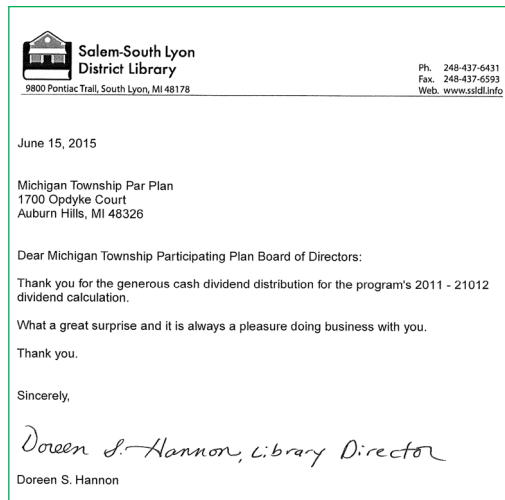 Salem-South Lyon
District Library
9800 Pontiac Trail, South Lyon, MI 48178
Ph. 248-437-6431
Fax. 248-437-6593
Web. www.ssldl.info
June 15, 2015
Michigan Township Par Plan
1700 Opdyke Court
Auburn Hills, MI 48326
Dear Michigan Township Participating Plan Board of Directors:
Thank you for the generous cash dividend distribution for the program's 2011 - 21012
dividend calculation.
What a great surprise and it is always a pleasure doing business with you.
Thank you.
Sincerely,
Doreen S. Hannon, Library Director
Doreen S. Hannon